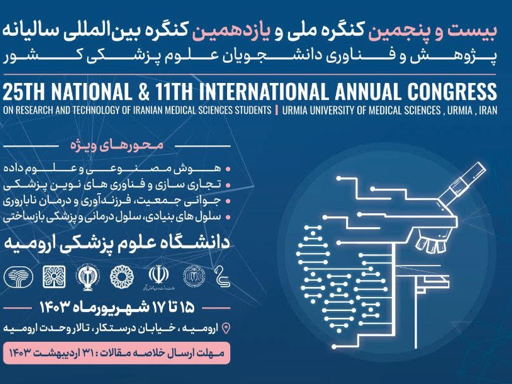 بیست و پنجمین کنگره ملی و یازدهمین کنگره بین‌المللی سالیانه
پژوهش و فناوری دانشجویان علوم پزشکی کشور
25TH NATIONAL & 11TH INTERNATIONAL ANNUAL CONGRESS
ON RESEARCH AND TECHNOLOGY OF IRANIAN MEDICAL SCIENCES STUDENTS | URMIA UNIVERSITY OF MEDICAL SCIENCES , URMIA , IRAN
محورهای ویژه
• هوش مصنوعی و علوم داده
• تجاری سازی و فناوری های نوین پزشکی
• جوانی جمعیت، فرزندآوری و درمان ناباروری
• سلول های بنیادی، سلول درمانی و پزشکی بازساختی
دانشگاه علوم پزشکی ارومیه
۱۵ تا ۱۷ شهریورماه ۱۴۰۳
ارومیه ، خیابان درستکار ، تالار وحدت ارومیه
مهلت ارسال خلاصه مقالات : ۳۱ اردیبهشت ۱۴۰۳